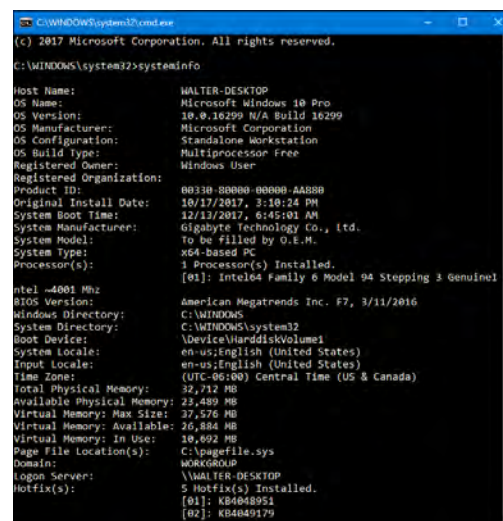 C:\WINDOWS\system32\cmd.exe
(c) 2017 Microsoft Corporation. All rights reserved.
C:\WINDOWS\system32>systeminfo
Host Name: WALTER-DESKTOP
OS Name: Microsoft Windows 10 Pro
OS Version: 10.0.16299 N/A Build 16299
OS Manufacturer: Microsoft Corporation
OS Configuration: Standalone Workstation
OS Build Type: Multiprocessor Free
Registered Owner: Windows User
Registered Organization:
Product ID: 00330-80000-00000-AA880
Original Install Date: 10/17/2017, 3:10:24 PM
System Boot Time: 12/13/2017, 6:45:01 AM
System Manufacturer: Gigabyte Technology Co., Ltd.
System Model: To be filled by O.E.M.
System Type: x64-based PC
Processor(s): 1 Processor(s) Installed.
[01]: Intel64 Family 6 Model 94 Stepping 3 GenuineI
ntel ~4001 Mhz
BIOS Version: American Megatrends Inc. F7, 3/11/2016
Windows Directory: C:\WINDOWS
System Directory: C:\WINDOWS\system32
Boot Device: \Device\HarddiskVolume1
System Locale: en-us;English (United States)
Input Locale: en-us;English (United States)
Time Zone: (UTC-06:00) Central Time (US & Canada)
Total Physical Memory: 32,712 MB
Available Physical Memory: 23,489 MB
Virtual Memory: Max Size: 37,576 MB
Virtual Memory: Available: 26,884 MB
Virtual Memory: In Use: 10,692 MB
Page File Location(s): C:\pagefile.sys
Domain: WORKGROUP
Logon Server: \\WALTER-DESKTOP
Hotfix(s): 5 Hotfix(s) Installed.
[01]: KB4048951
[02]: KB4049179